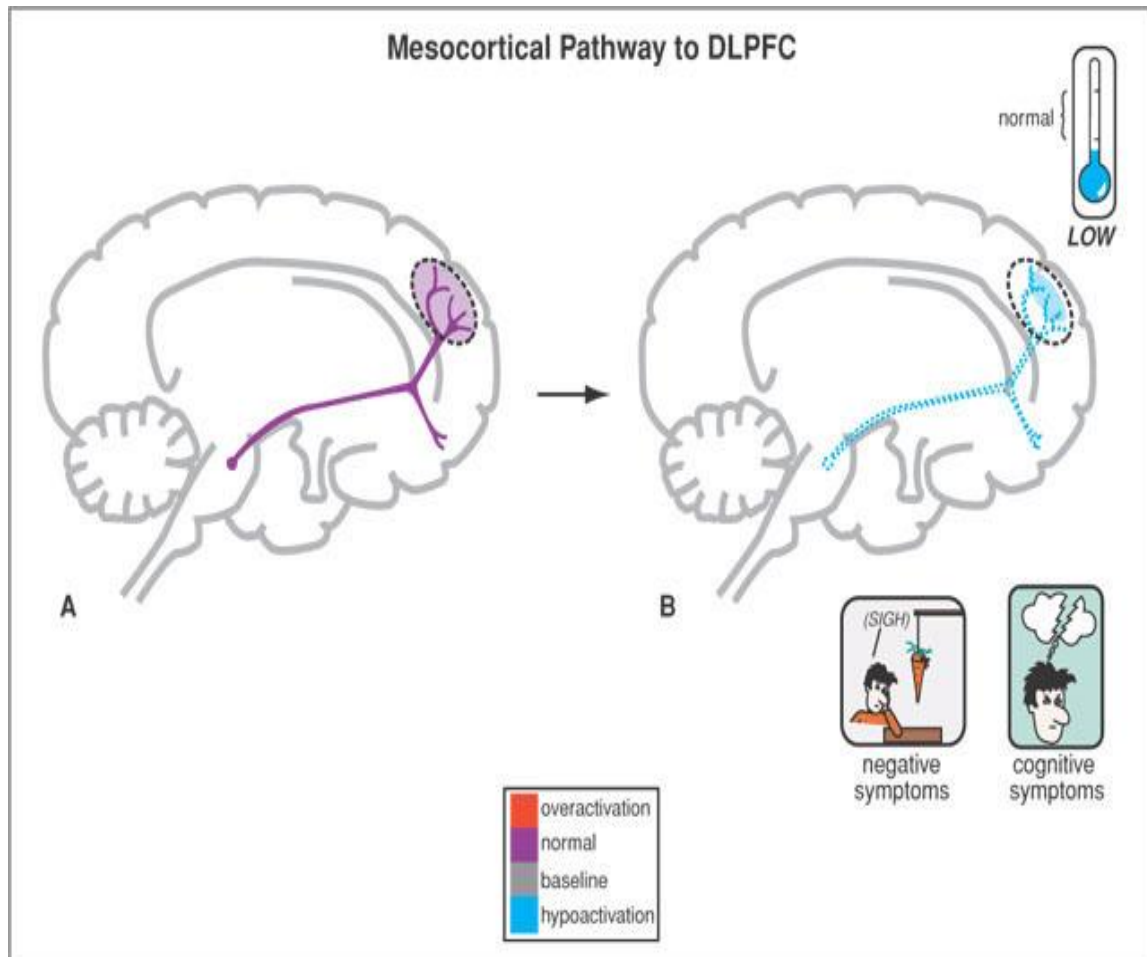 Mesocortical Pathway to DLPFC
normal
LOW
A
B
(SIGH)
negative
symptoms
cognitive
symptoms
overactivation
normal
baseline
hypoactivation